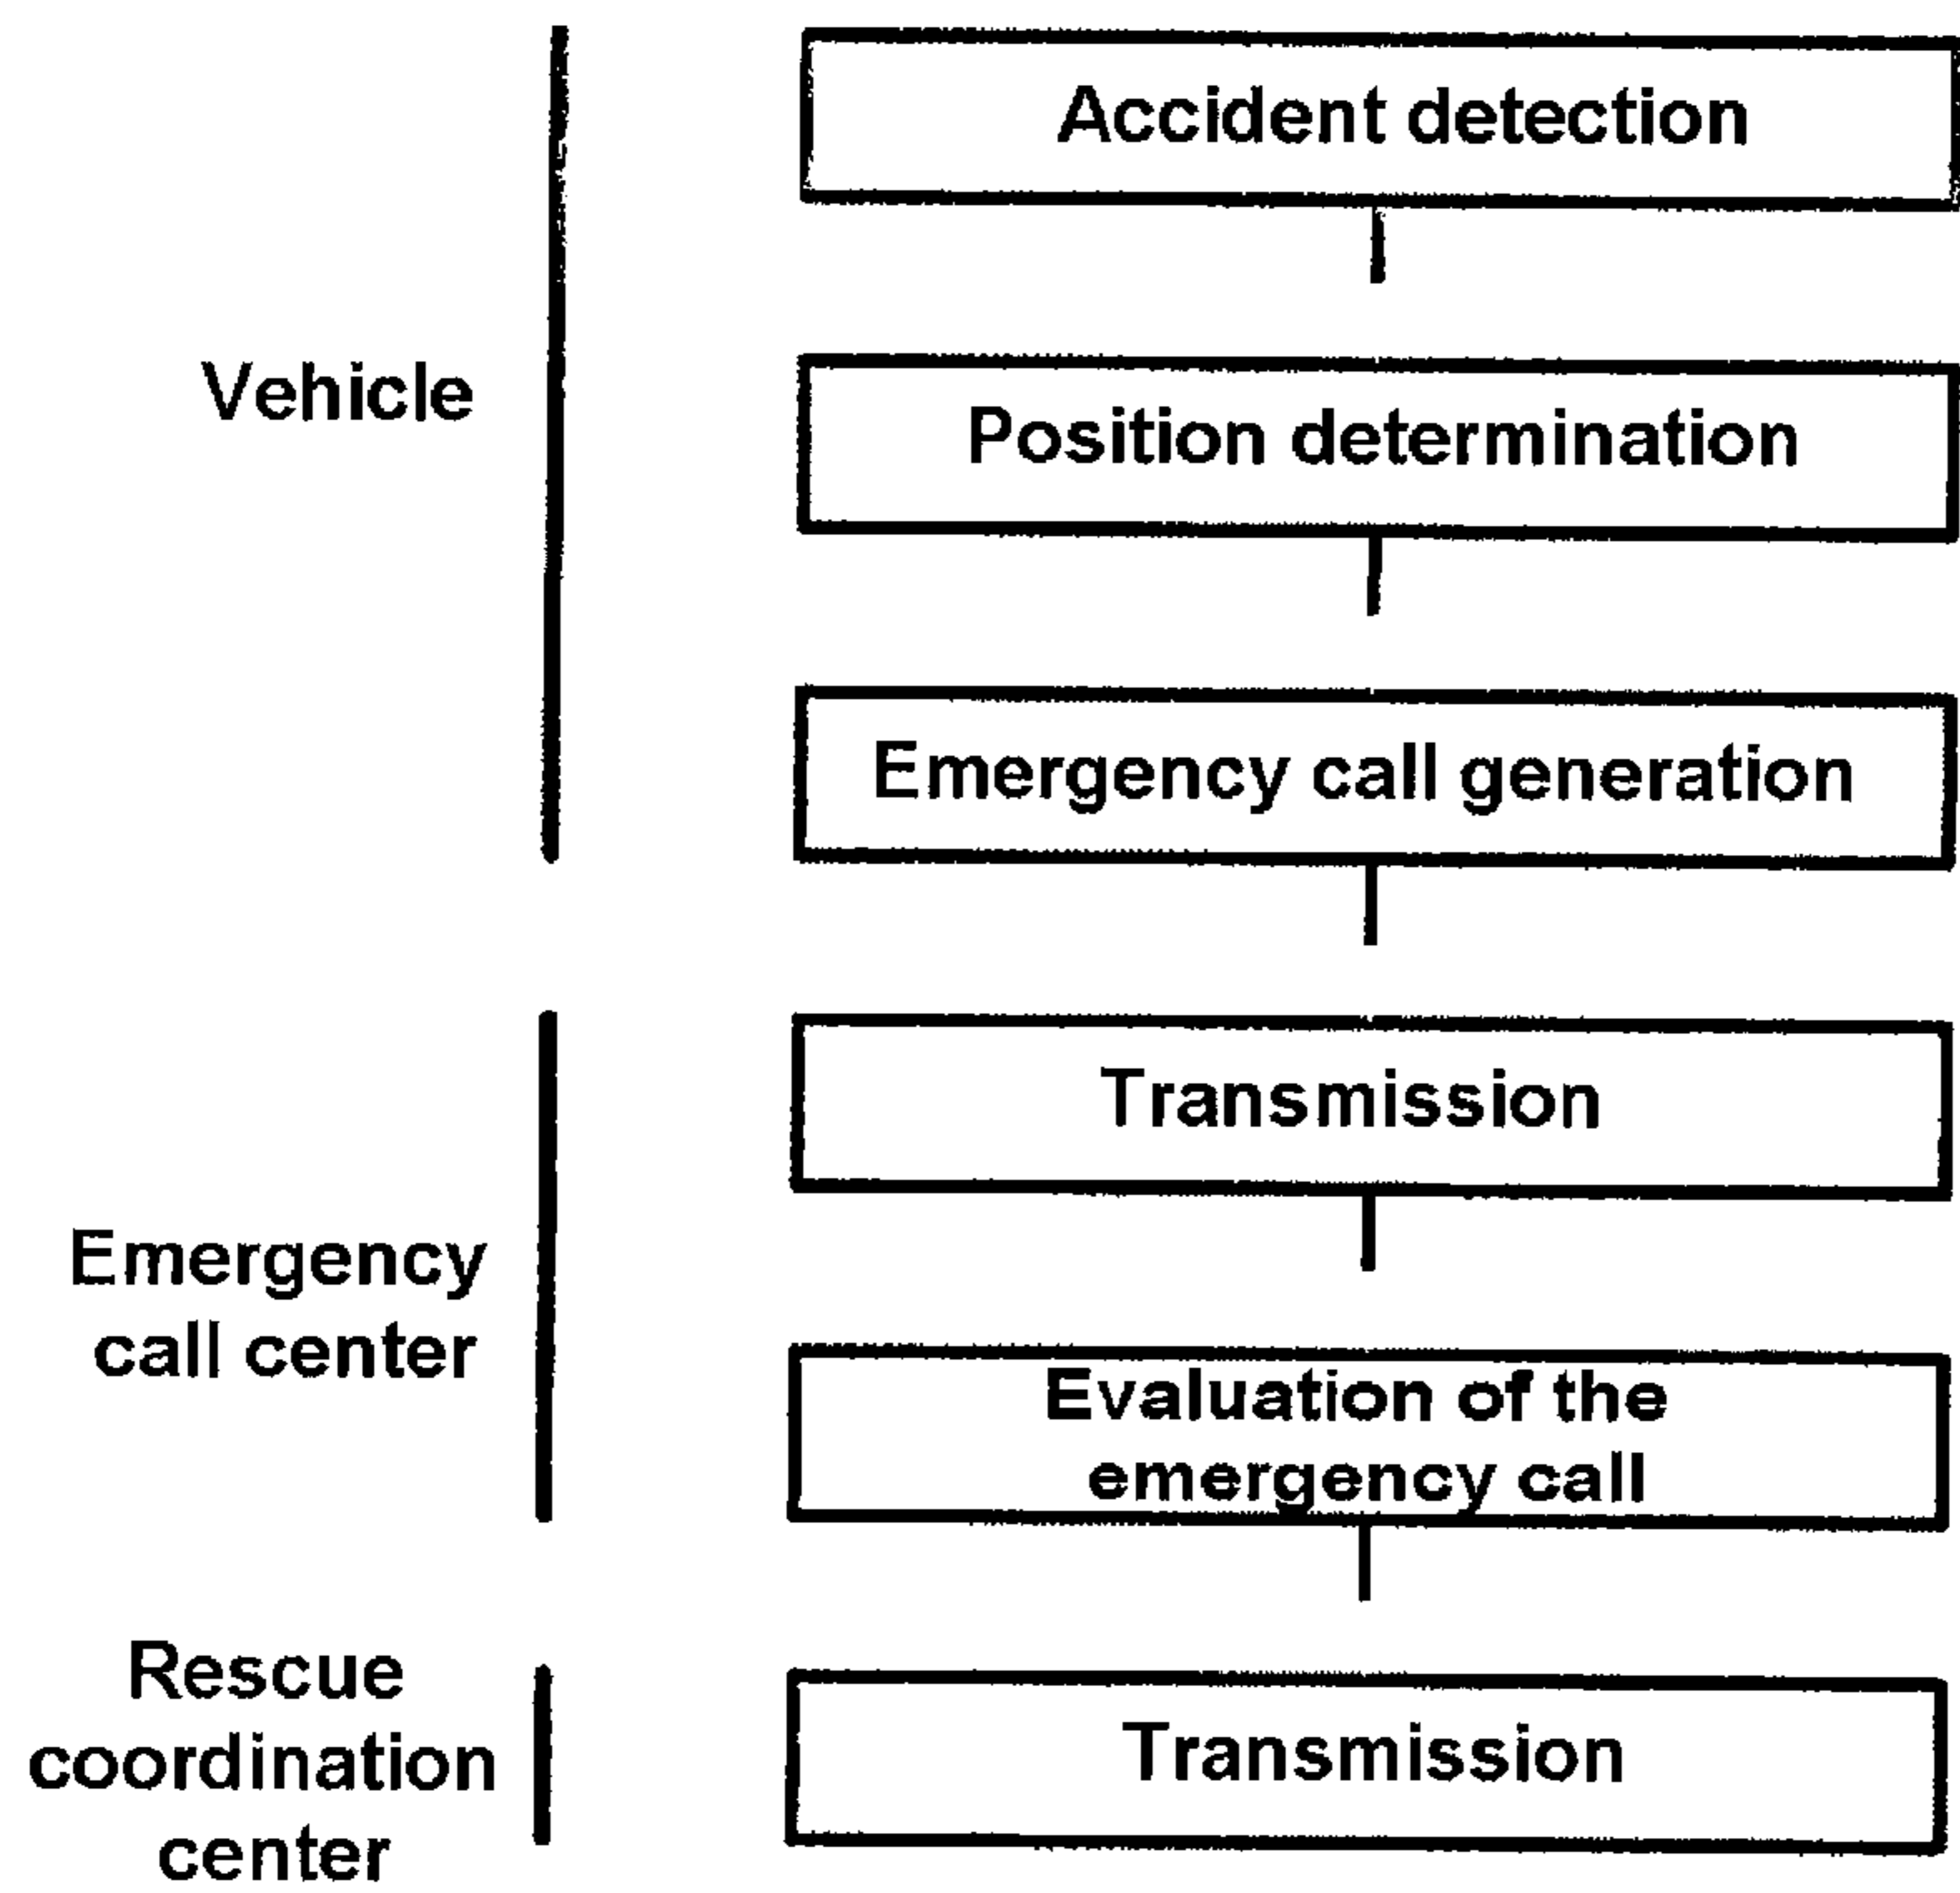 Accident detection
Vehicle
Position determination
Emergency call generation
Transmission
Emergency
call center
Evaluation of the
emergency call
Rescue
coordination
center
Transmission